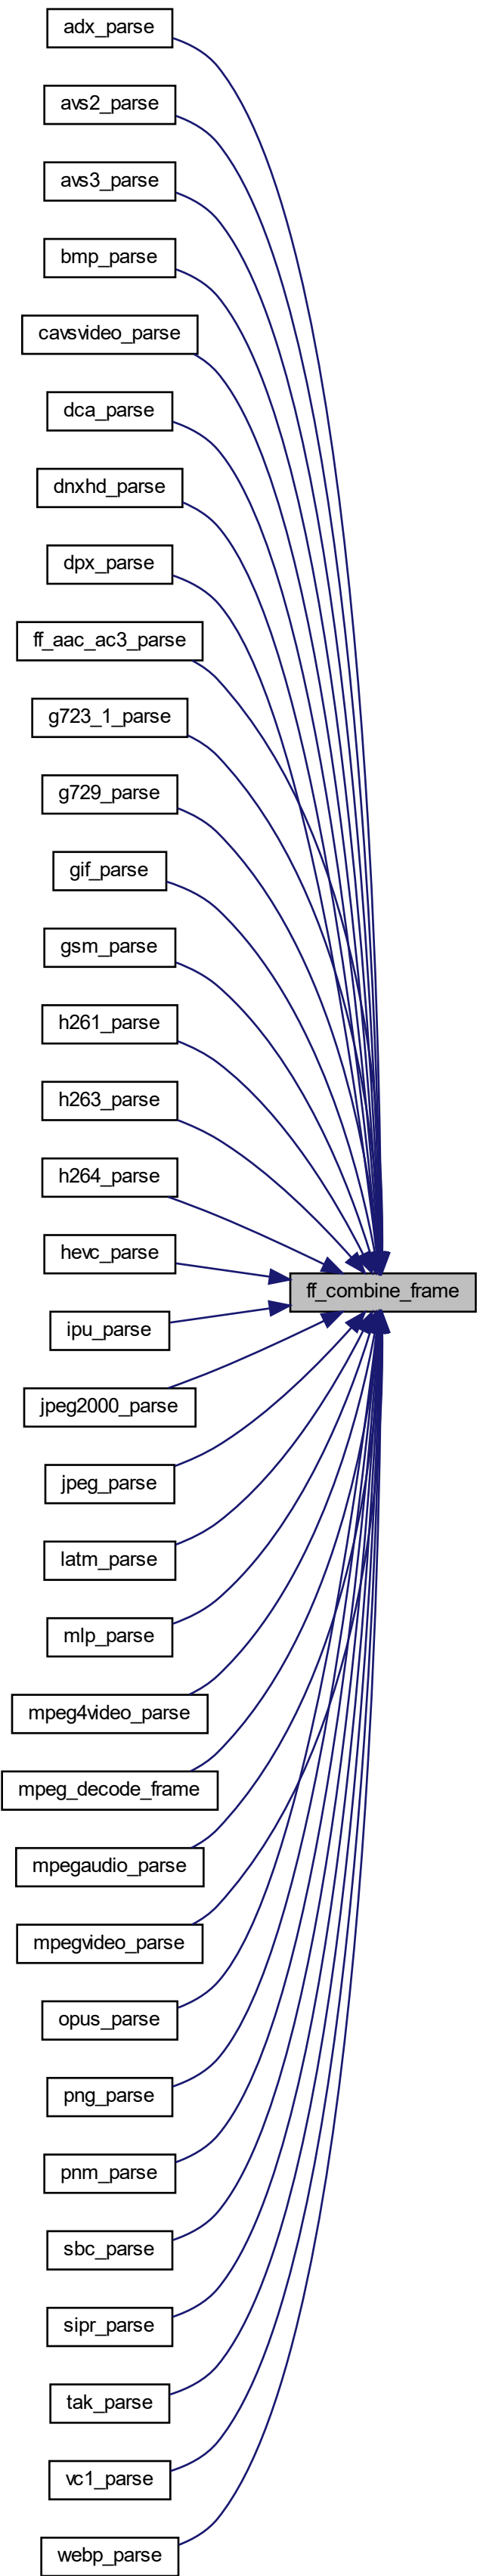 adx_parse
avs2_parse
avs3_parse
bmp_parse
cavsvideo_parse
dca_parse
dnxhd_parse
dpx_parse
ff_aac_ac3_parse
g723_1_parse
g729_parse
gif_parse
gsm_parse
h261_parse
h263_parse
h264_parse
hevc_parse
ff_combine_frame
ipu_parse
jpeg2000_parse
jpeg_parse
latm_parse
mlp_parse
mpeg4video_parse
mpeg_decode_frame
mpegaudio_parse
mpegvideo_parse
opus_parse
png_parse
pnm_parse
sbc_parse
sipr_parse
tak_parse
vc1_parse
webp_parse